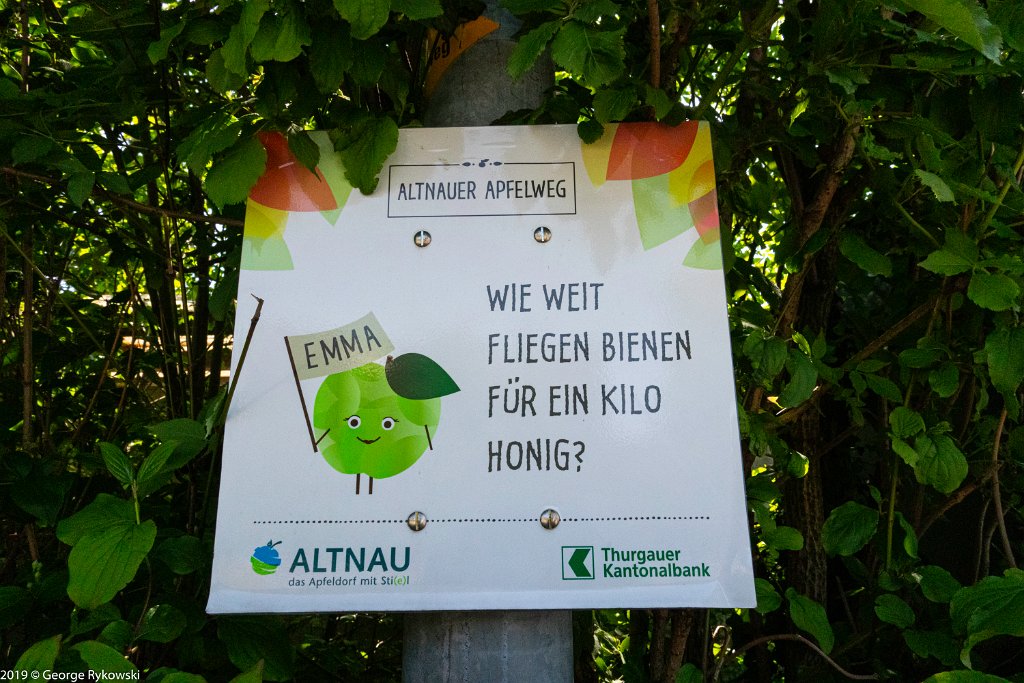 ALTNAUER APFELWEG
WIE WEIT
FLIEGEN BIENEN
FÜR EIN KILO
HONIG?
EMMA
ALTNAU
das Apfeldorf mit Sti(e)l
Thurgauer
Kantonalbank
2019 © George Rykowski